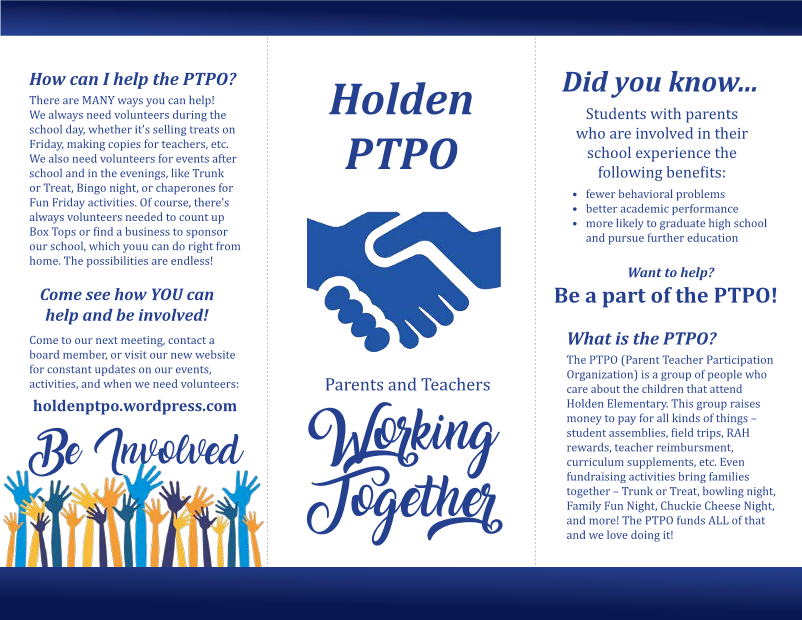 How can I help the PTPO?
There are MANY ways you can help!
We always need volunteers during the
school day, whether it's selling treats on
Friday, making copies for teachers, etc.
We also need volunteers for events after
school and in the evenings, like Trunk
or Treat, Bingo night, or chaperones for
Fun Friday activities. Of course, there's
always volunteers needed to count up
Box Tops or find a business to sponsor
our school, which youu can do right from
home. The possibilities are endless!
Come see how YOU can
help and be involved!
Come to our next meeting, contact a
board member, or visit our new website
for constant updates on our events,
activities, and when we need volunteers:
holdenptpo.wordpress.com
Be Involved
Holden
PTPO
Parents and Teachers
Working
Together
Did you know...
Students with parents
who are involved in their
school experience the
following benefits:
• fewer behavioral problems
• better academic performance
• more likely to graduate high school
and pursue further education
Want to help?
Be a part of the PTPO!
What is the PTPO?
The PTPO (Parent Teacher Participation
Organization) is a group of people who
care about the children that attend
Holden Elementary. This group raises
money to pay for all kinds of things –
student assemblies, field trips, RAH
rewards, teacher reimbursment,
curriculum supplements, etc. Even
fundraising activities bring families
together – Trunk or Treat, bowling night,
Family Fun Night, Chuckie Cheese Night,
and more! The PTPO funds ALL of that
and we love doing it!